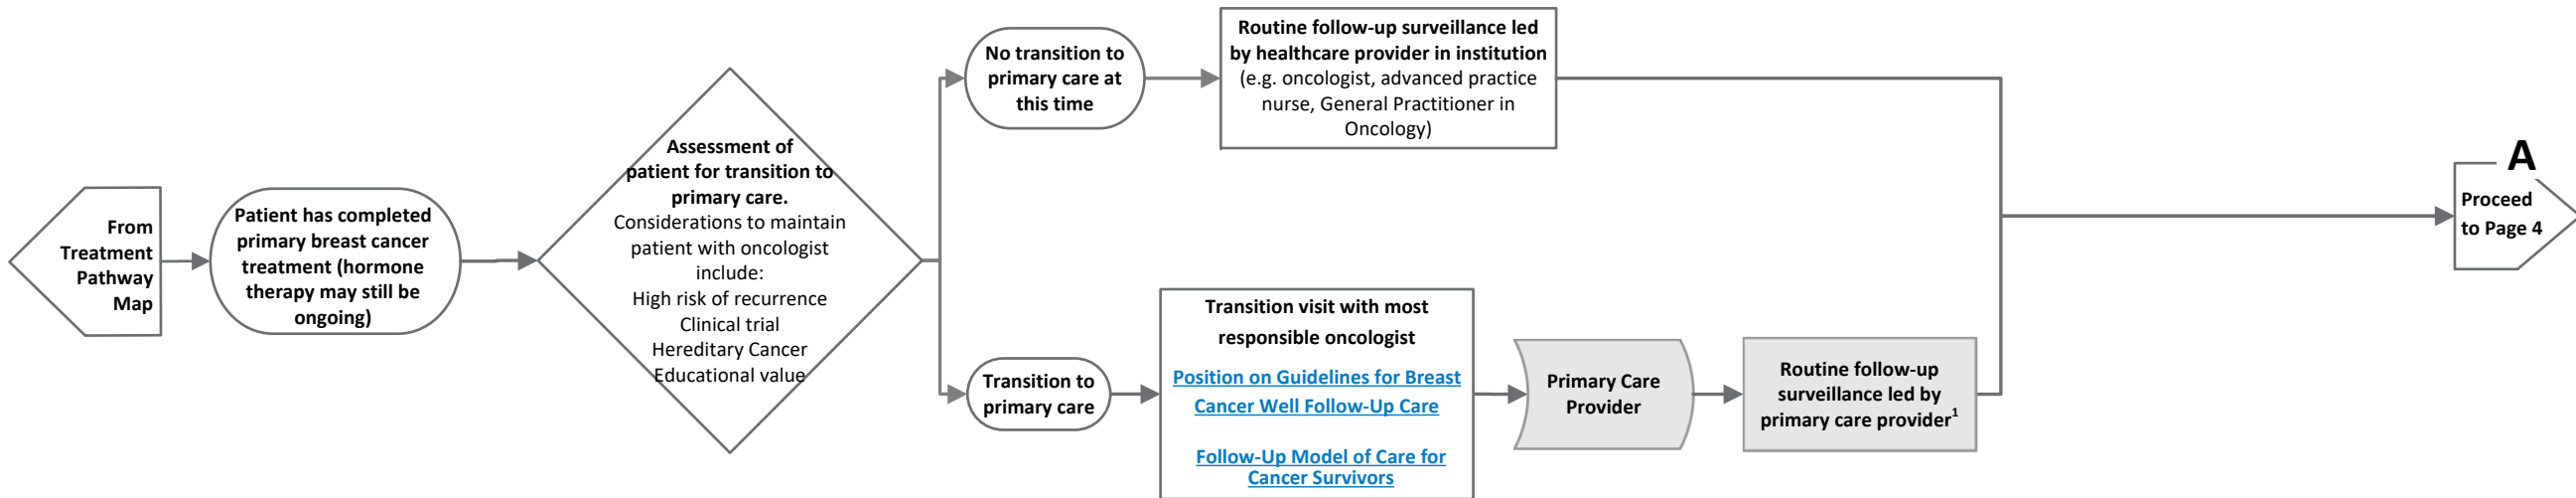 From
Treatment
Pathway
Map
Patient has completed
primary breast cancer
treatment (hormone
therapy may still be
ongoing)
Assessment of
patient for transition to
primary care.
Considerations to maintain
patient with oncologist
include:
High risk of recurrence
Clinical trial
Hereditary Cancer
Educational value
No transition to
primary care at
this time
Routine follow-up surveillance led
by healthcare provider in institution
(e.g. oncologist, advanced practice
nurse, General Practitioner in
Oncology)
Transition to
primary care
Transition visit with most
responsible oncologist
Position on Guidelines for Breast
Cancer Well Follow-Up Care
Follow-Up Model of Care for
Cancer Survivors
Primary Care
Provider
Routine follow-up
surveillance led by
primary care provider¹
A
Proceed
to Page 4